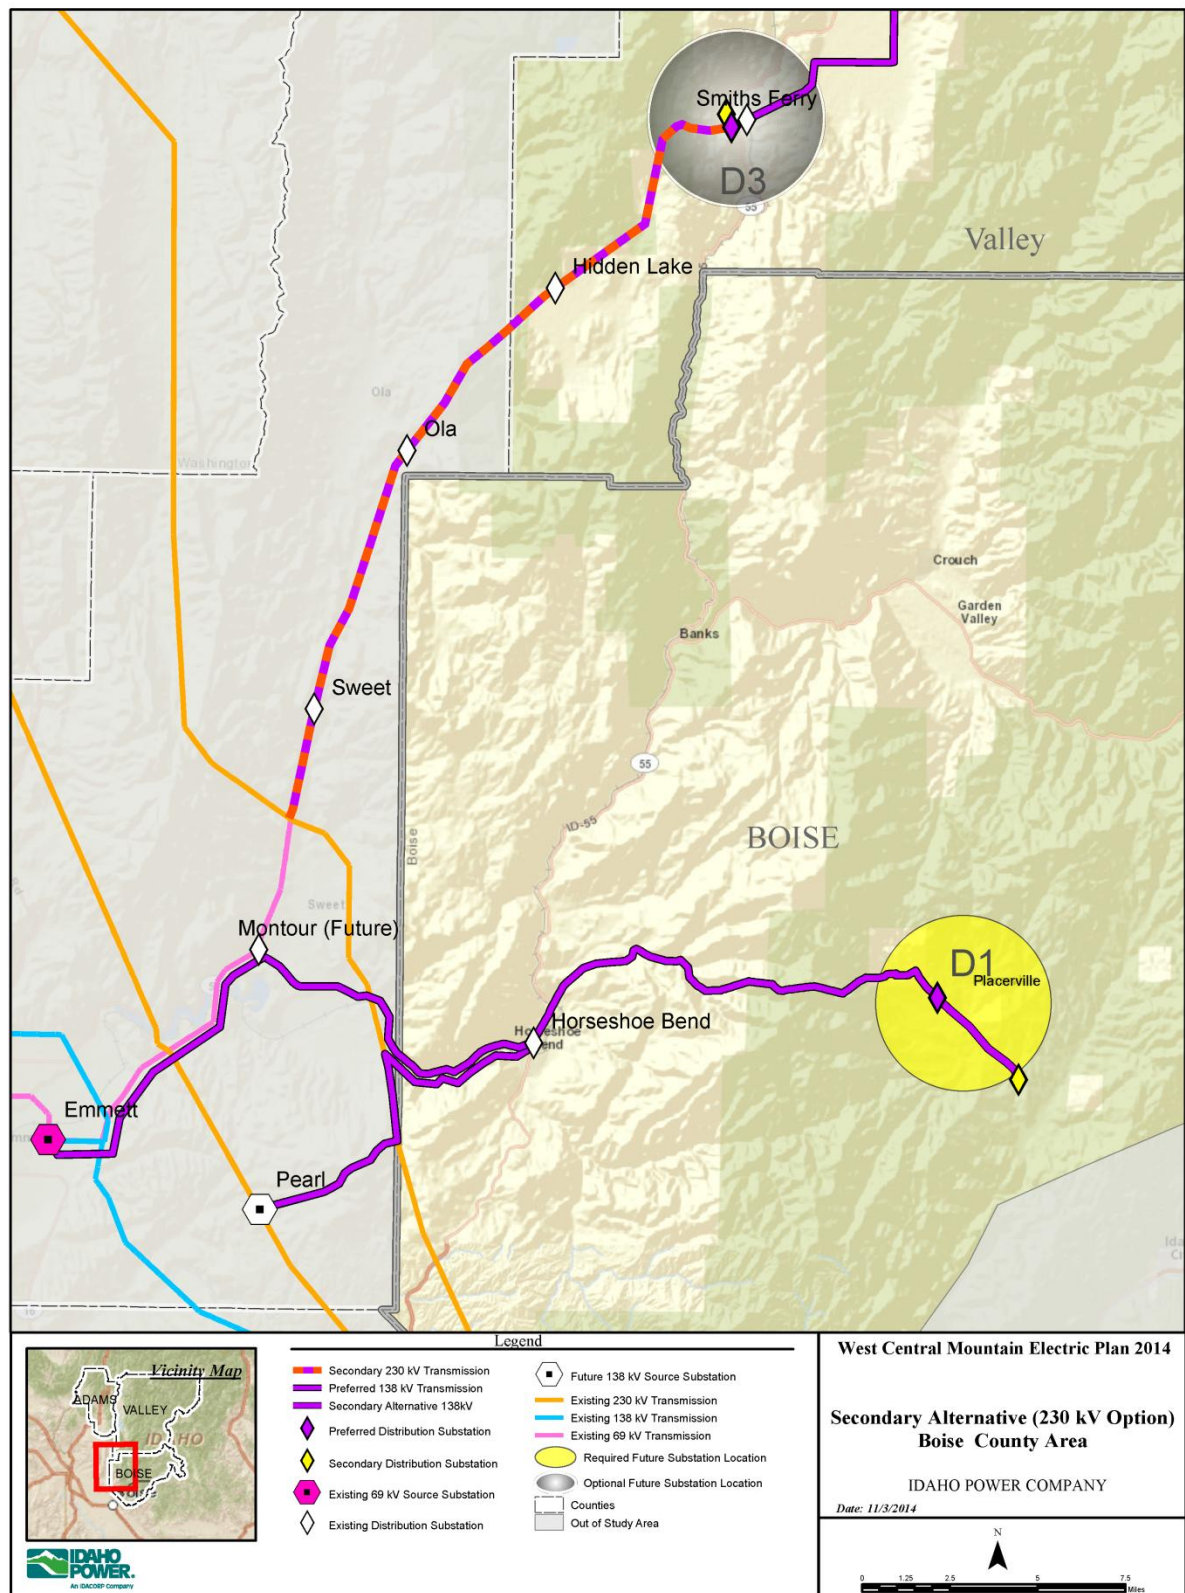 Smiths Ferry
D3
55
Valley
Hidden Lake
Ola
Ola
Washington
Crouch
Garden
Valley
Banks
Sweet
55
ID-55
BOISE
Boise
Sweet
Montour (Future)
D1
Placerville
Horseshoe Bend
Horseshoe
Bend
Emmett
Pearl
Rd
16
Legend
Vicinity Map
ADAMS
VALLEY
IDAHO
BOISE
Secondary 230 kV Transmission
Preferred 138 kV Transmission
Secondary Alternative 138kV
Preferred Distribution Substation
Secondary Distribution Substation
Existing 69 kV Source Substation
Existing Distribution Substation
Future 138 kV Source Substation
Existing 230 kV Transmission
Existing 138 kV Transmission
Existing 69 kV Transmission
Required Future Substation Location
Optional Future Substation Location
Counties
Out of Study Area
IDAHO
POWER.
An IDACORP Company
West Central Mountain Electric Plan 2014
Secondary Alternative (230 kV Option)
Boise County Area
IDAHO POWER COMPANY
Date: 11/3/2014
N
0 1.25 2.5 5 7.5
Miles